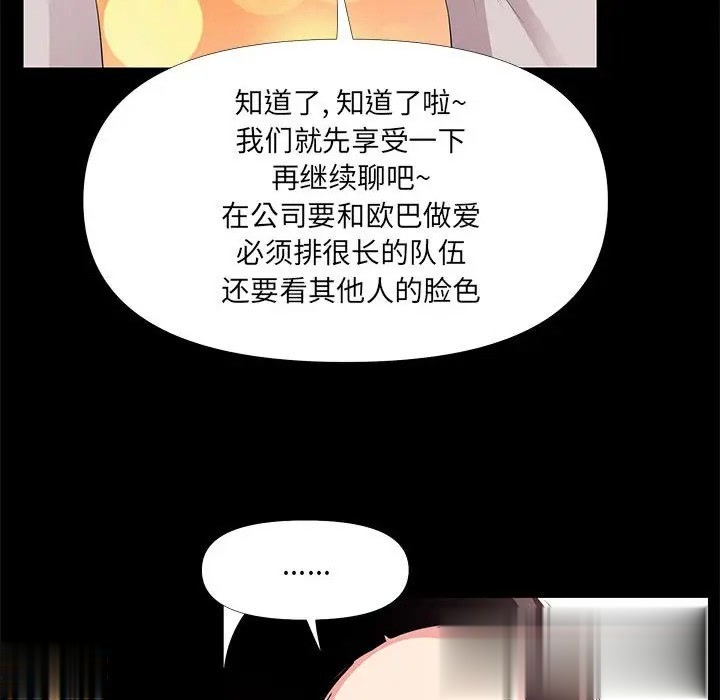 知道了, 知道了啦~
我们就先享受一下
再继续聊吧~
在公司要和欧巴做爱
必须排很长的队伍
还要看其他人的脸色
……